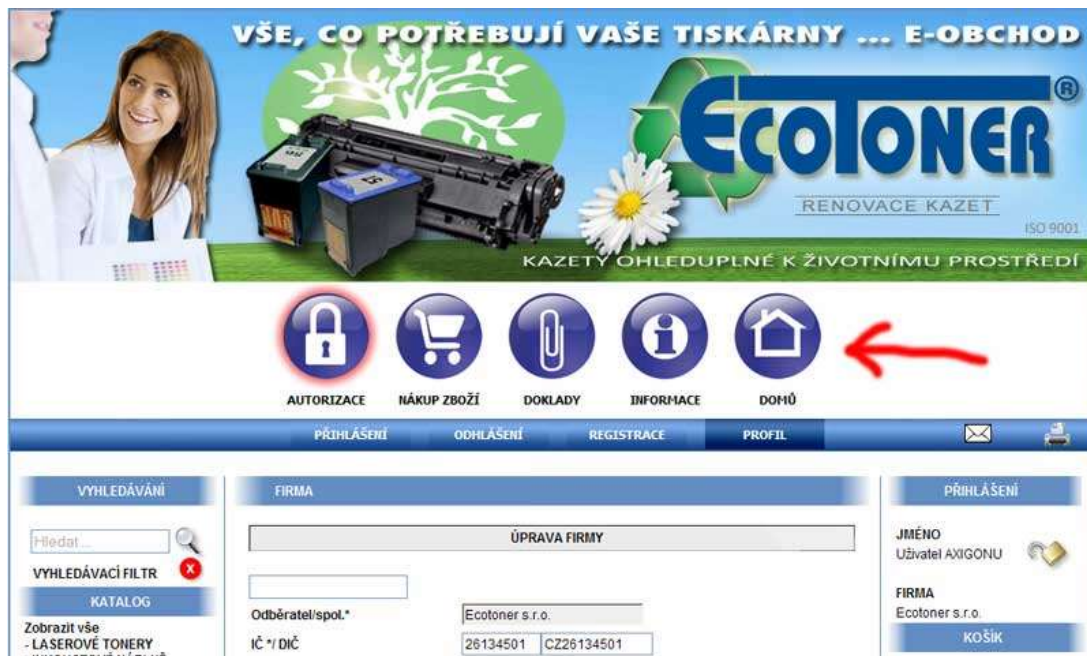 VŠE, CO POTŘEBUJÍ VAŠE TISKÁRNY ... E-OBCHOD
ECOTONER®
RENOVACE KAZET
ISO 9001
KAZETY OHLEDUPLNÉ K ŽIVOTNÍMU PROSTŘEDÍ
AUTORIZACE NÁKUP ZBOŽÍ DOKLADY INFORMACE DOMŮ
PŘIHLÁŠENÍ ODHLÁŠENÍ REGISTRACE PROFIL
VYHLEDÁVÁNÍ
Hledat ...
VYHLEDÁVACÍ FILTR
KATALOG
Zobrazit vše
- LASEROVÉ TONERY
FIRMA
ÚPRAVA FIRMY
Odběratel/spol.* Ecotoner s.r.o.
IČ */ DIČ 26134501 CZ26134501
PŘIHLÁŠENÍ
JMÉNO
Uživatel AXIGONU
FIRMA
Ecotoner s.r.o.
KOŠÍK